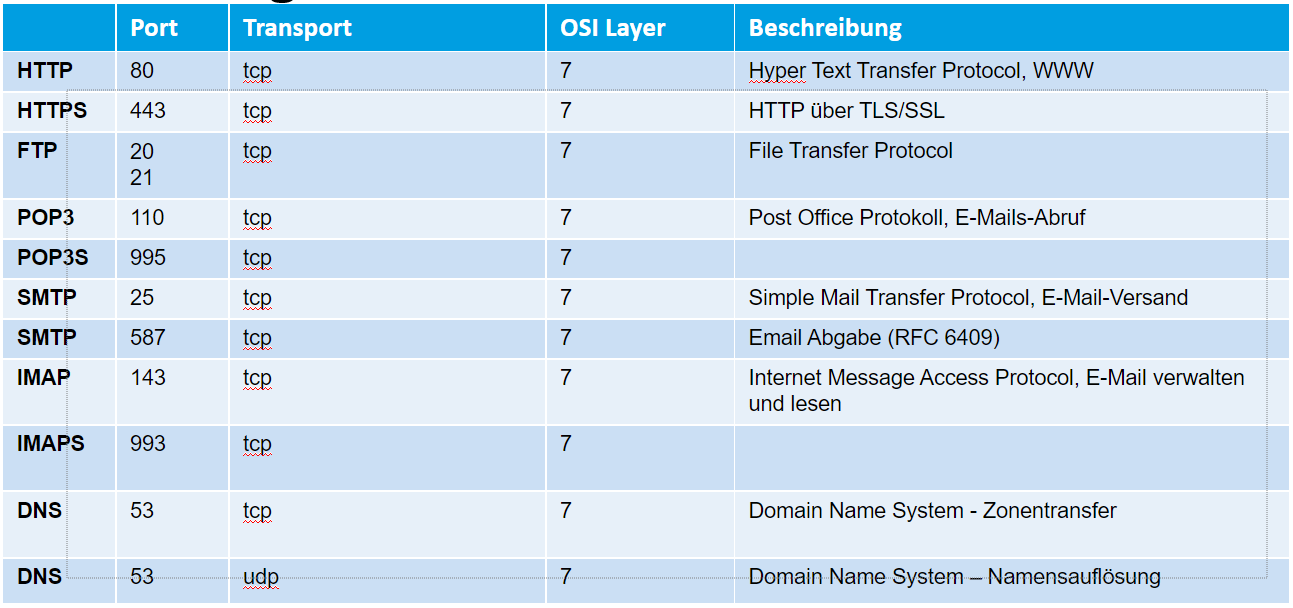 Port Transport OSI Layer Beschreibung
HTTP 80 tcp 7 Hyper Text Transfer Protocol, WWW
HTTPS 443 tcp 7 HTTP über TLS/SSL
FTP 20 tcp 7 File Transfer Protocol
21
POP3 110 tcp 7 Post Office Protokoll, E-Mails-Abruf
POP3S 995 tcp 7
SMTP 25 tcp 7 Simple Mail Transfer Protocol, E-Mail-Versand
SMTP 587 tcp 7 Email Abgabe (RFC 6409)
IMAP 143 tcp 7 Internet Message Access Protocol, E-Mail verwalten
und lesen
IMAPS 993 tcp 7
DNS 53 tcp 7 Domain Name System - Zonentransfer
DNS 53 udp 7 Domain Name System – Namensauflösung